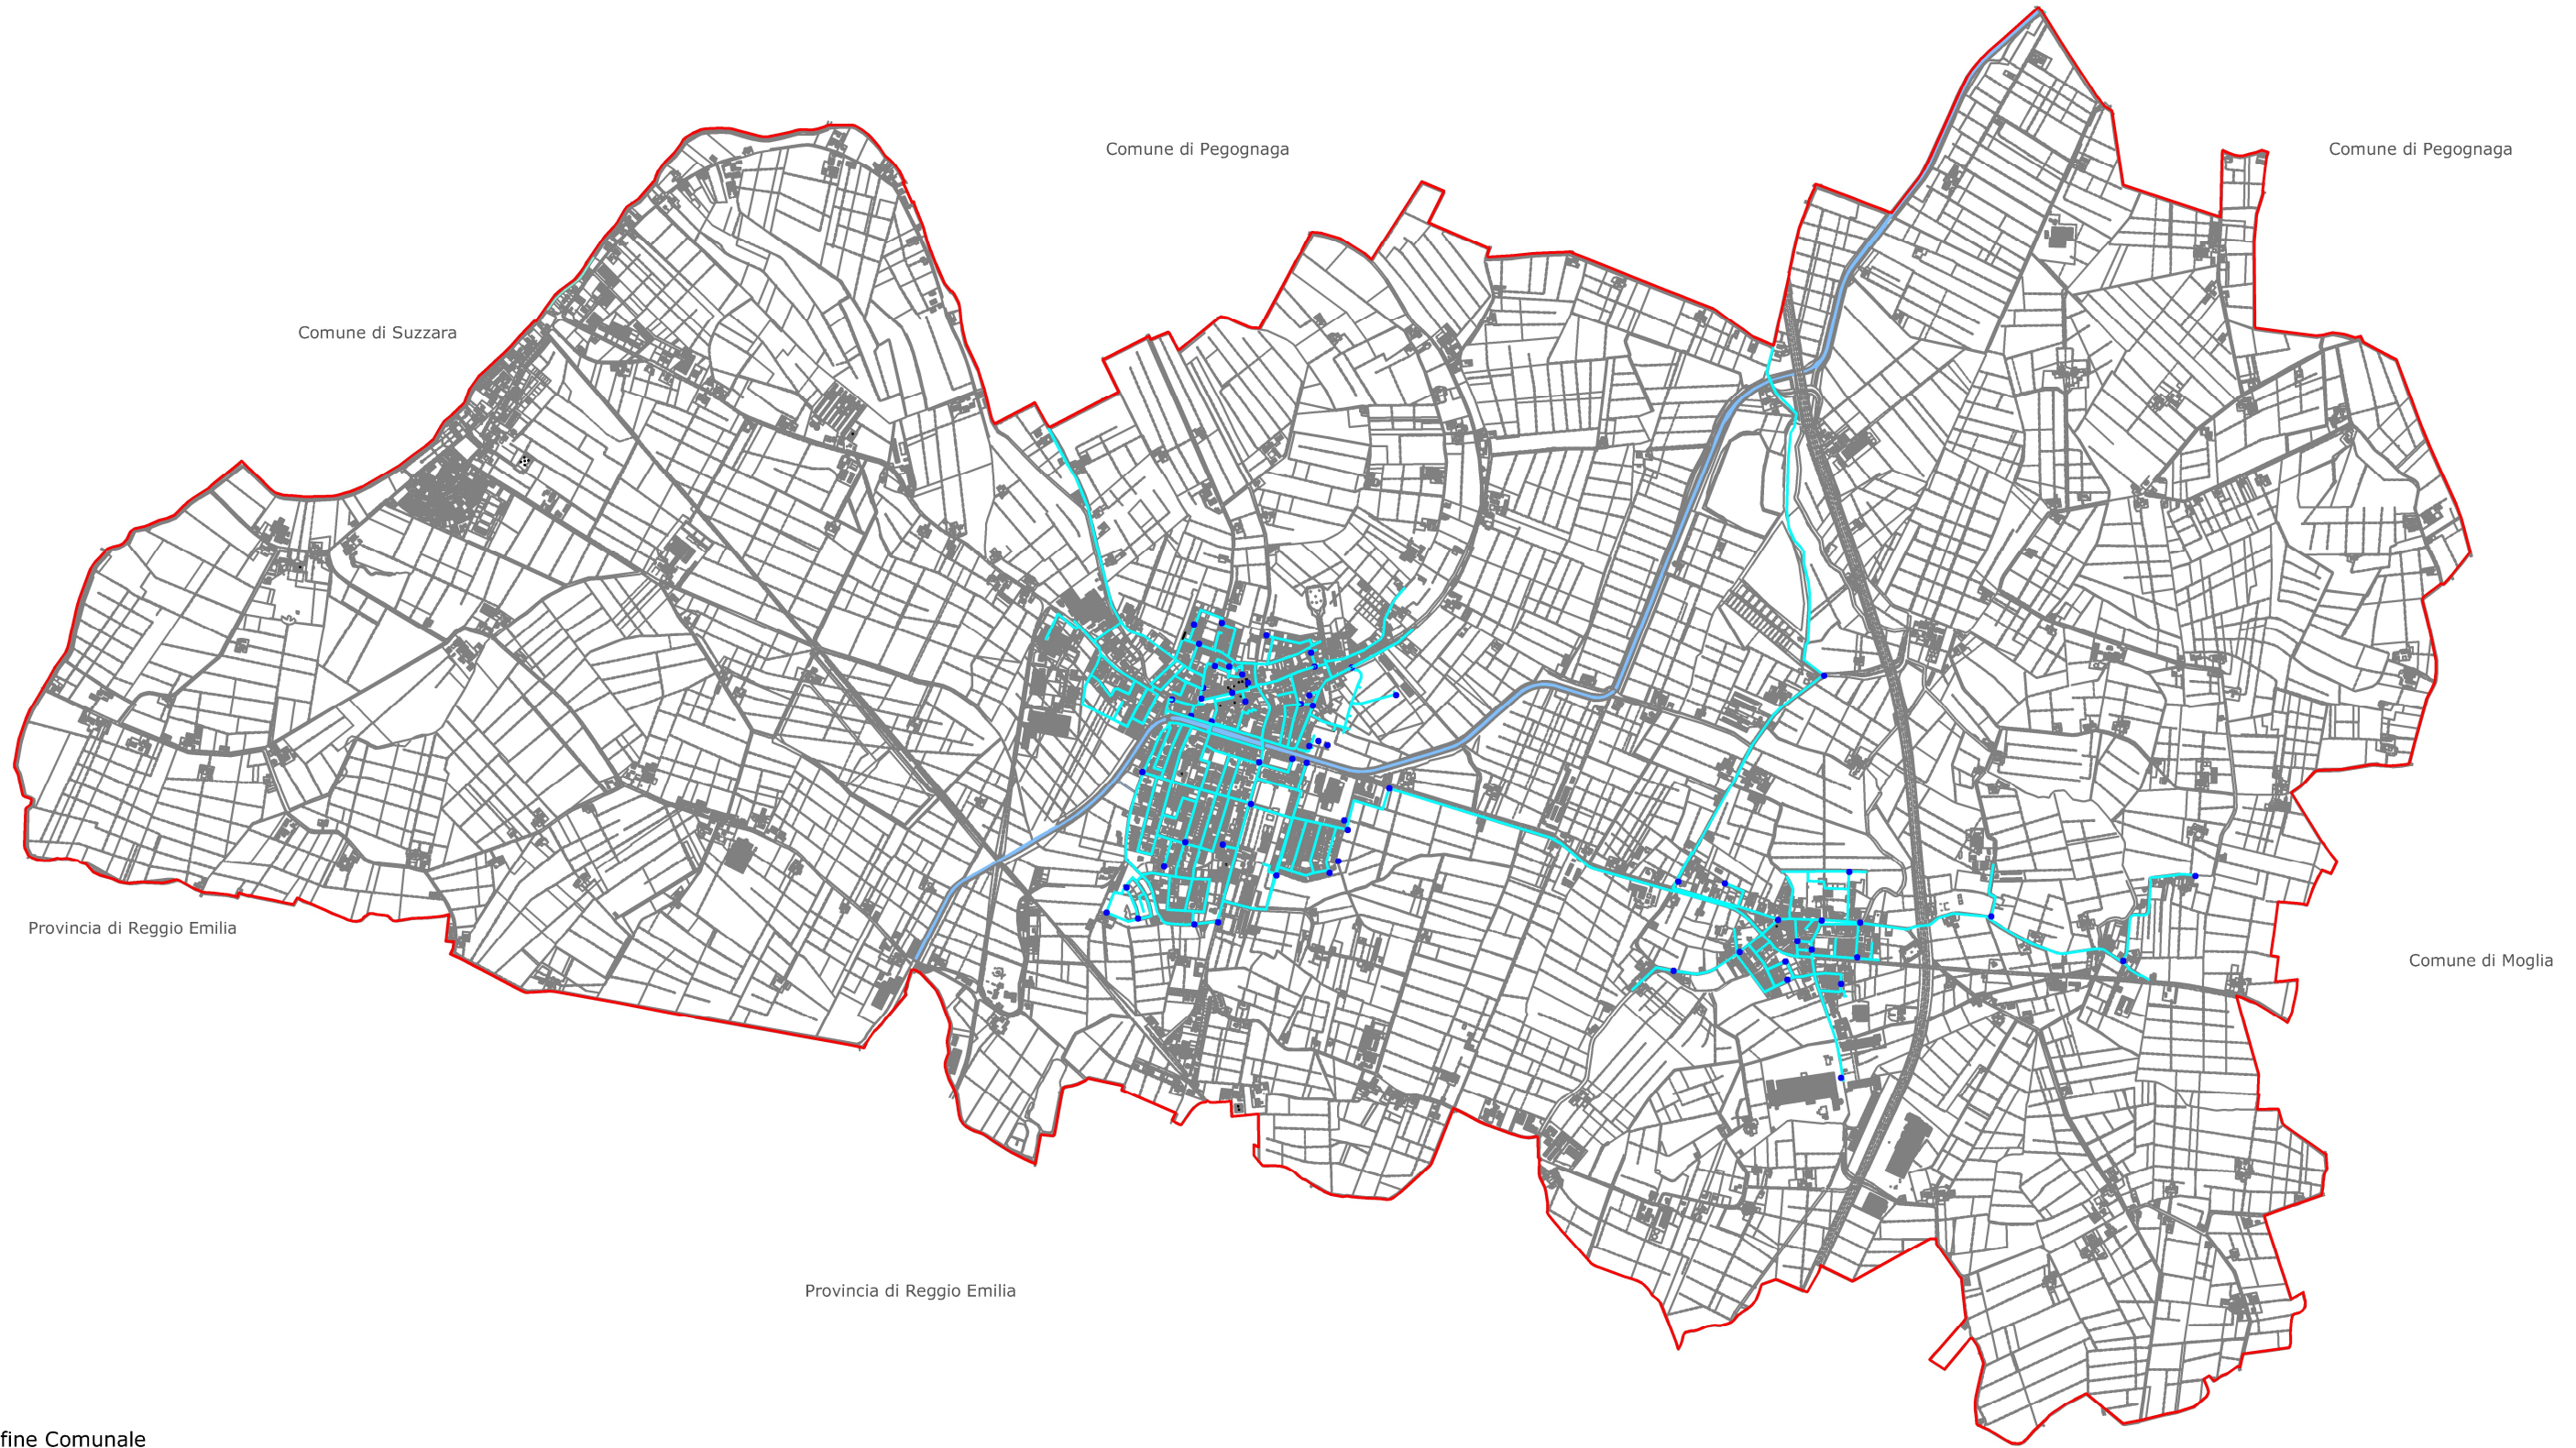 Comune di Pegognaga
Comune di Pegognaga
Comune di Suzzara
Provincia di Reggio Emilia
Comune di Moglia
Provincia di Reggio Emilia
fine Comunale